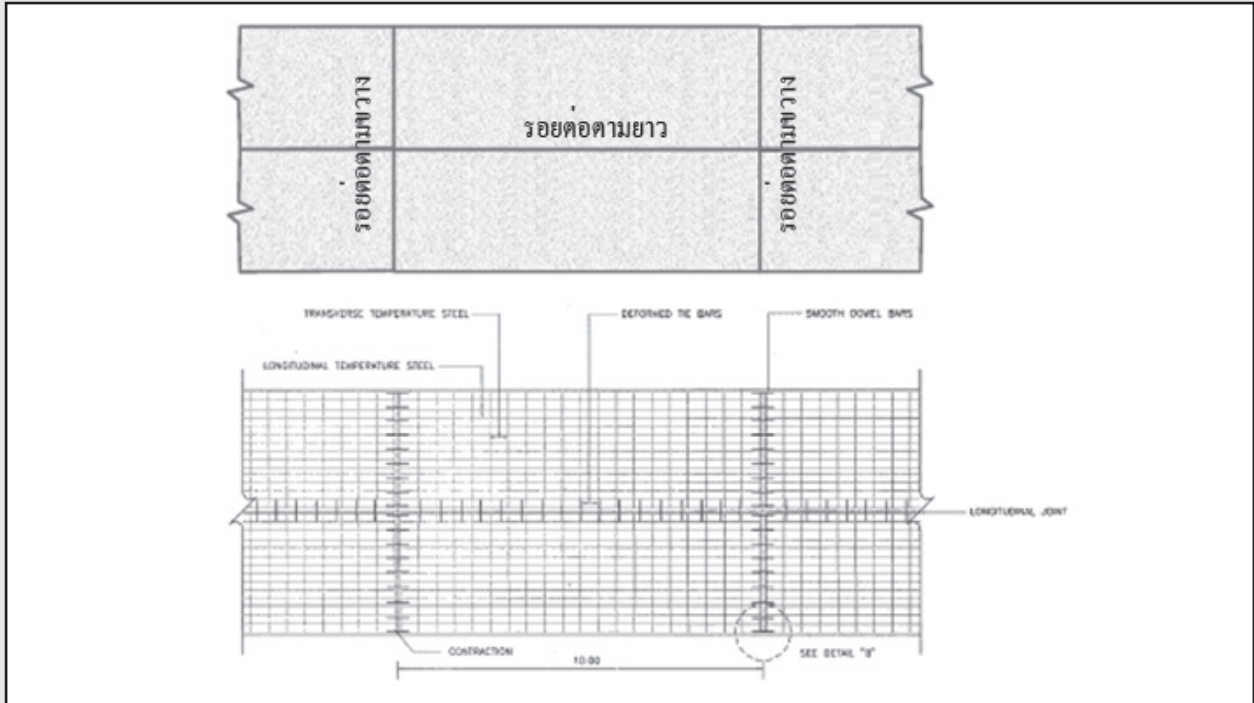 รอยต่อตามขวาง
รอยต่อตามยาว
รอยต่อตามขวาง
TRANSVERSE TEMPERATURE STEEL
DEFORMED TIE BARS
SMOOTH DOWEL BARS
LONGITUDINAL TEMPERATURE STEEL
LONGITUDINAL JOINT
CONTRACTION
10.00
SEE DETAIL "B"